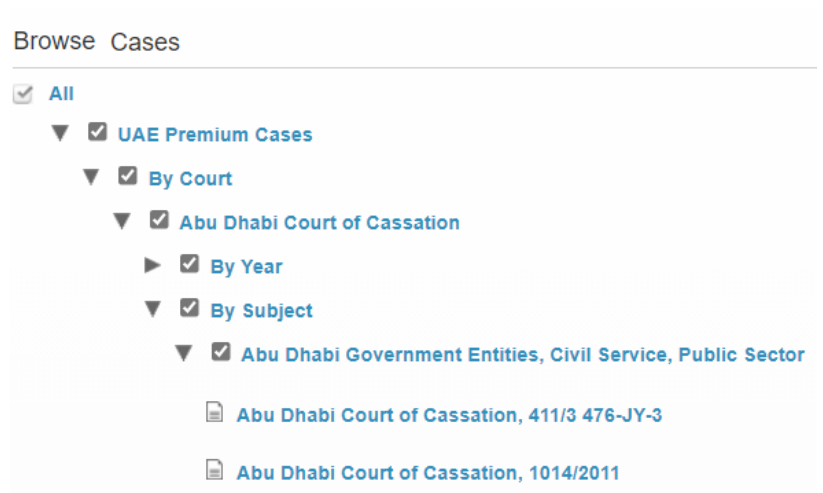 Browse Cases
All
UAE Premium Cases
By Court
Abu Dhabi Court of Cassation
By Year
By Subject
Abu Dhabi Government Entities, Civil Service, Public Sector
Abu Dhabi Court of Cassation, 411/3 476-JY-3
Abu Dhabi Court of Cassation, 1014/2011